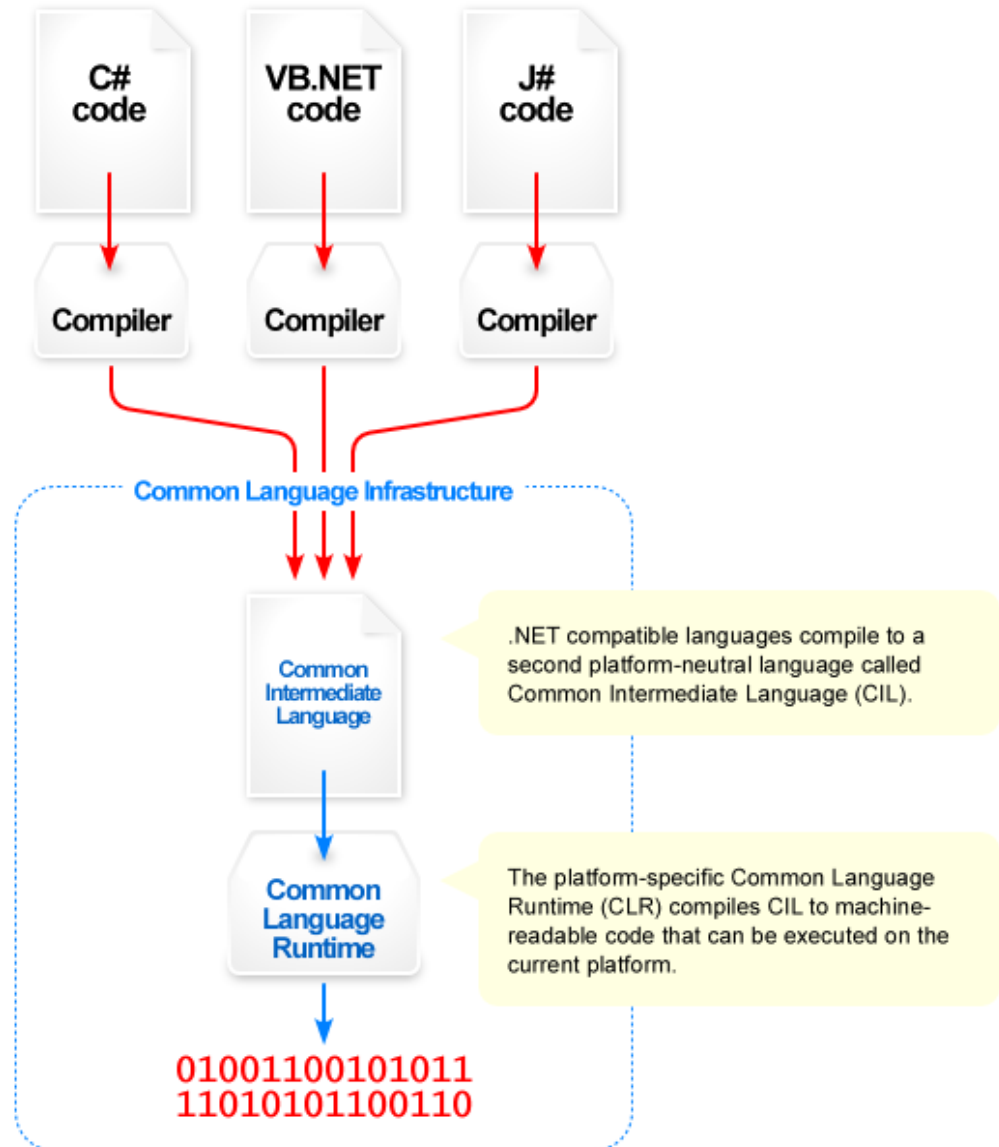 C#
code
VB.NET
code
J#
code
Compiler
Compiler
Compiler
Common Language Infrastructure
Common
Intermediate
Language
.NET compatible languages compile to a
second platform-neutral language called
Common Intermediate Language (CIL).
Common
Language
Runtime
The platform-specific Common Language
Runtime (CLR) compiles CIL to machine-
readable code that can be executed on the
current platform.
01001100101011
11010101100110